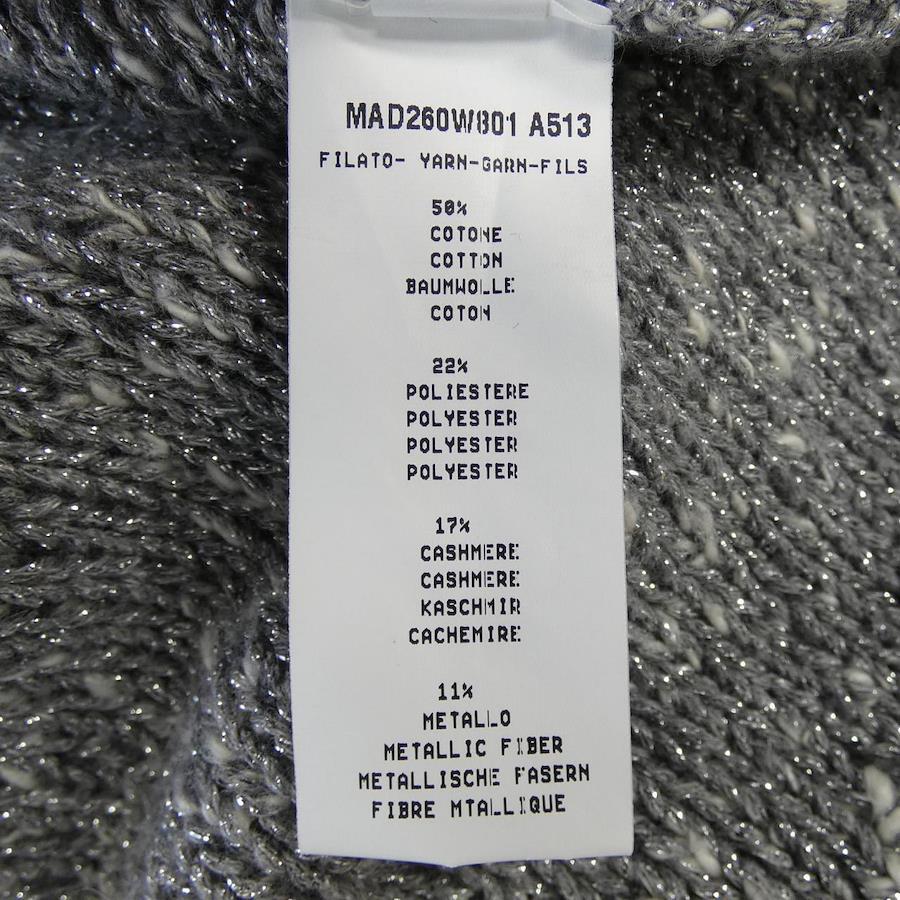 MAD260W801 A513
FILATO- YARN-GARN-FILS
50%
COTONE
COTTON
BAUMWOLLE
COTON
22%
POLIESTERE
POLYESTER
POLYESTER
POLYESTER
17%
CASHMERE
CASHMERE
KASCHMIR
CACHEMIRE
11%
METALLO
METALLIC FIBER
METALLISCHE FASERN
FIBRE MTALLIQUE